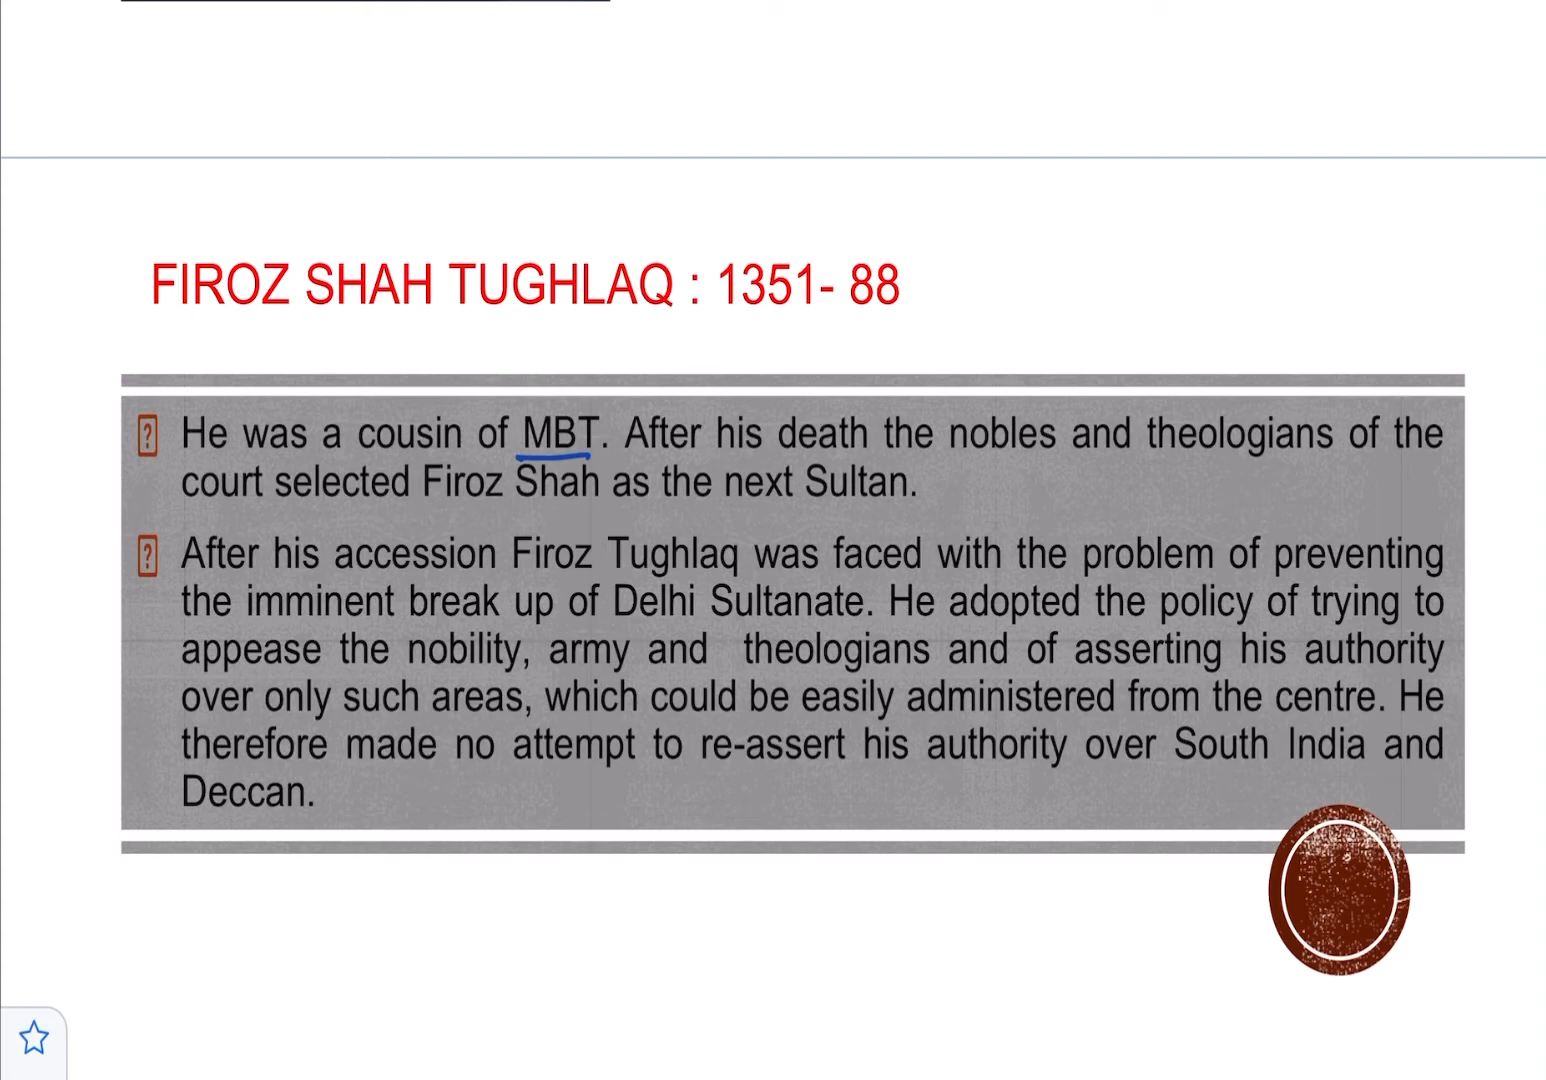 FIROZ SHAH TUGHLAQ : 1351- 88
He was a cousin of MBT. After his death the nobles and theologians of the
court selected Firoz Shah as the next Sultan.
After his accession Firoz Tughlaq was faced with the problem of preventing
the imminent break up of Delhi Sultanate. He adopted the policy of trying to
appease the nobility, army and theologians and of asserting his authority
over only such areas, which could be easily administered from the centre. He
therefore made no attempt to re-assert his authority over South India and
Deccan.